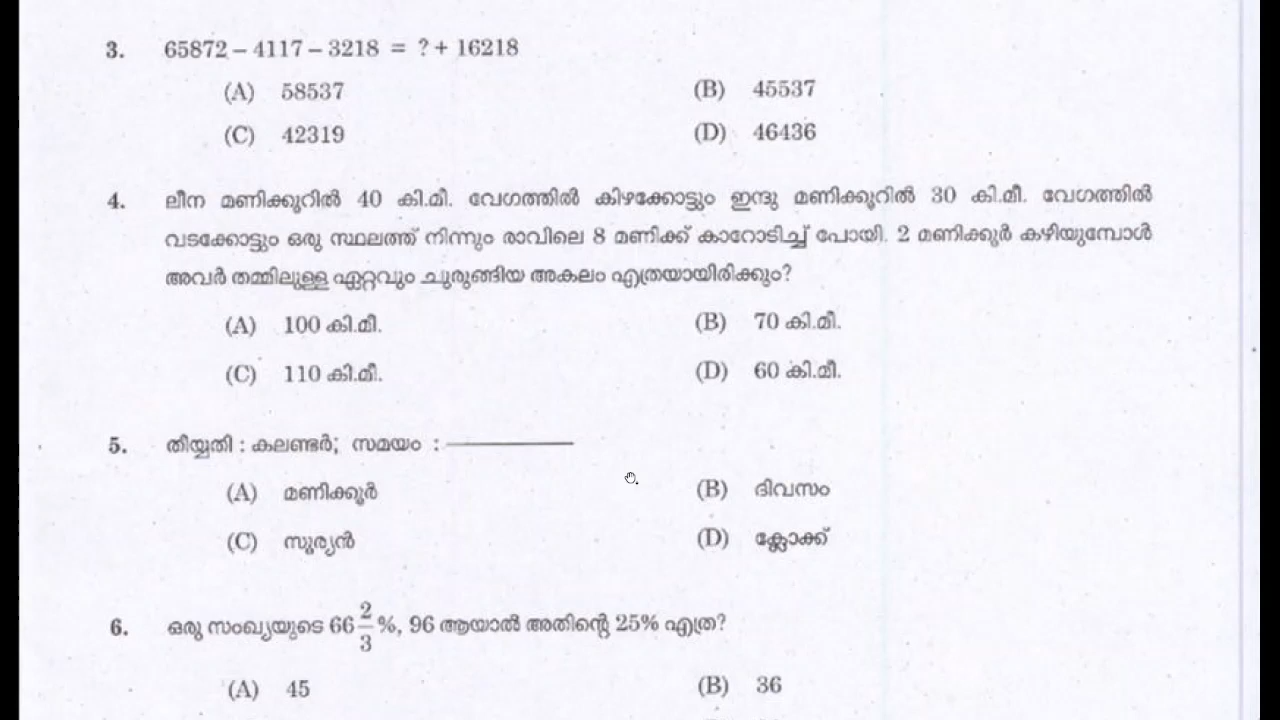 3. 65872 – 4117 – 3218 = ? + 16218
(A) 58537 (B) 45537
(C) 42319 (D) 46436
4. ലീന മണിക്കൂറിൽ 40 കി.മി. വേഗത്തിൽ കിഴക്കോട്ടും ഇന്ദു മണിക്കൂറിൽ 30 കി.മീ. വേഗത്തിൽ
വടക്കോട്ടും ഒരു സ്ഥലത്ത് നിന്നും രാവിലെ 8 മണിക്ക് കാറോടിച്ച് പോയി. 2 മണിക്കൂർ കഴിയുമ്പോൾ
അവർ തമ്മിലുള്ള ഏറ്റവും ചുരുങ്ങിയ അകലം എത്രയായിരിക്കും?
(A) 100 കി.മീ. (B) 70 കി.മീ.
(C) 110 കി.മീ. (D) 60 കി.മീ.
5. തിയ്യതി : കലണ്ടർ; സമയം : ————
(A) മണിക്കൂർ (B) ദിവസം
(C) സൂര്യൻ (D) ക്ലോക്ക്
6. ഒരു സംഖ്യയുടെ 66 2/3 %, 96 ആയാൽ അതിന്റെ 25% എത്ര?
(A) 45 (B) 36